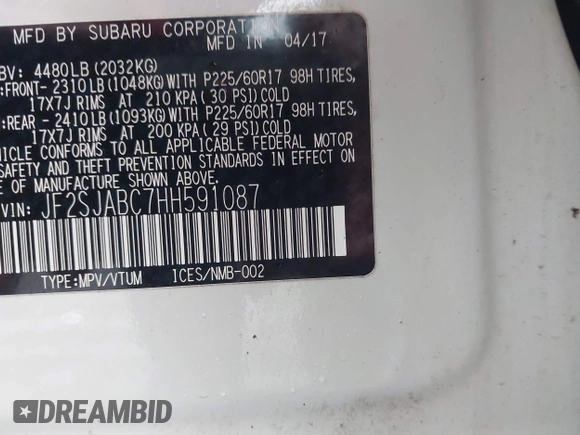 MFD BY SUBARU CORPORATION
MFD IN 04/17
BV: 4480LB(2032KG)
:FRONT- 2310LB(1048KG)WITH P225/60R17 98H TIRES,
17X7J RIMS AT 210 KPA( 30 PSI)COLD
:REAR - 2410LB(1093KG)WITH P225/60R17 98H TIRES,
17X7J RIMS AT 200 KPA( 29 PSI)COLD
HICLE CONFORMS TO ALL APPLICABLE FEDERAL MOTOR
SAFETY AND THEFT PREVENTION STANDARDS IN EFFECT
DATE OF MANUFACTURE SHOWN ABOVE.
VIN: JF2SJABC7HH591087
TYPE:MPV/VTUM ICES/NMB-002
DREAMBID